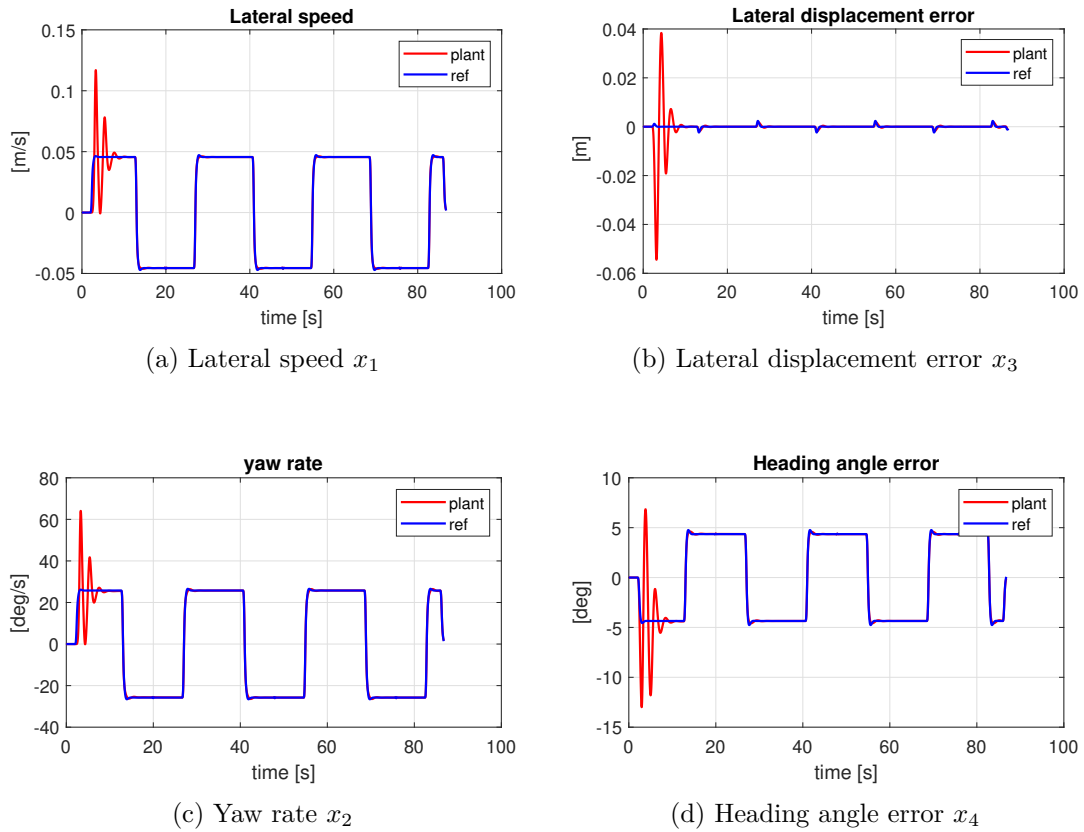 Lateral speed
0.15
0.1
0.05
0
-0.05
[m/s]
plant
ref
0 20 40 60 80 100
time [s]
(a) Lateral speed x₁
Lateral displacement error
0.04
0.02
0
-0.02
-0.04
-0.06
[m]
plant
ref
0 20 40 60 80 100
time [s]
(b) Lateral displacement error x₃
yaw rate
80
60
40
20
0
-20
-40
[deg/s]
plant
ref
0 20 40 60 80 100
time [s]
(c) Yaw rate x₂
Heading angle error
10
5
0
-5
-10
-15
[deg]
plant
ref
0 20 40 60 80 100
time [s]
(d) Heading angle error x₄